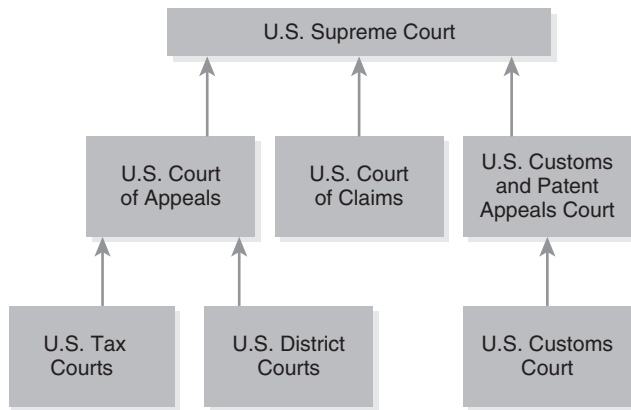 U.S. Supreme Court
U.S. Court
of Appeals
U.S. Court
of Claims
U.S. Customs
and Patent
Appeals Court
U.S. Tax
Courts
U.S. District
Courts
U.S. Customs
Court